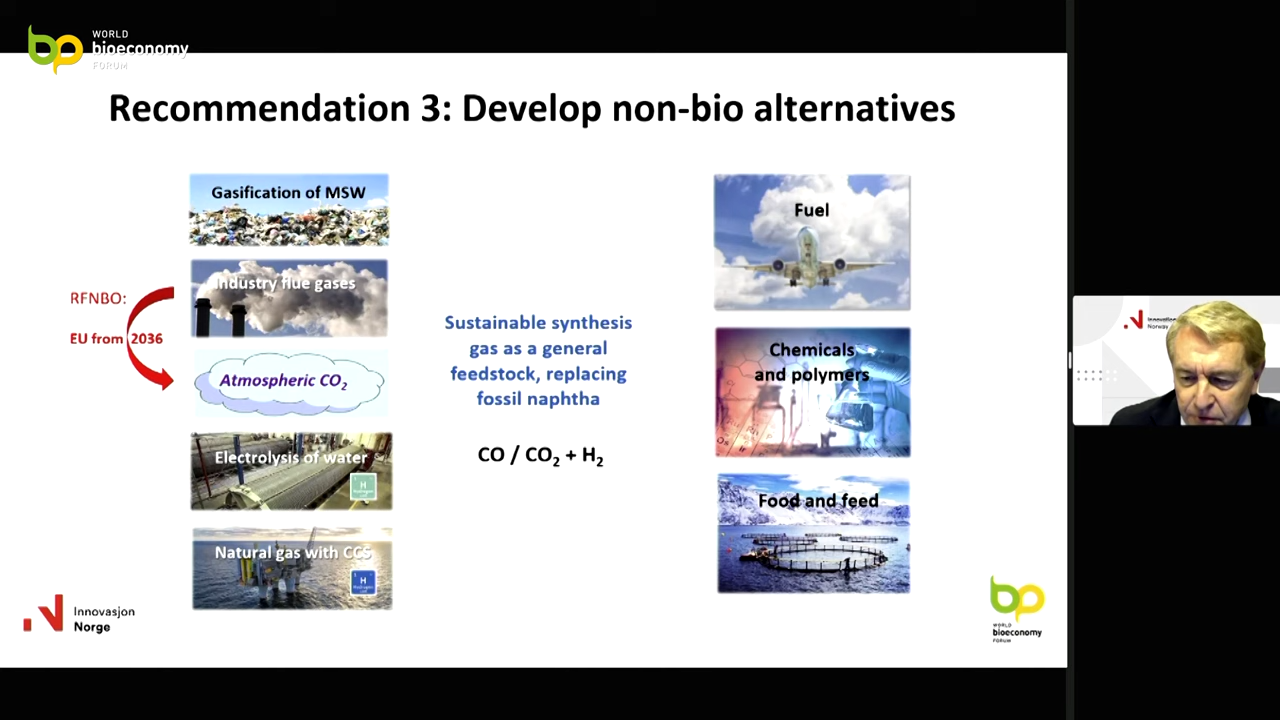 WORLD
bioeconomy
FORUM
Recommendation 3: Develop non-bio alternatives
Gasification of MSW
Industry flue gases
RFNBO:
EU from 2036
Atmospheric CO₂
Electrolysis of water
H
Natural gas with CCS
H
Sustainable synthesis
gas as a general
feedstock, replacing
fossil naphtha
CO / CO₂ + H₂
Fuel
Chemicals
and polymers
Food and feed
Innovasjon
Norge
WORLD
bioeconomy
FORUM
Norway